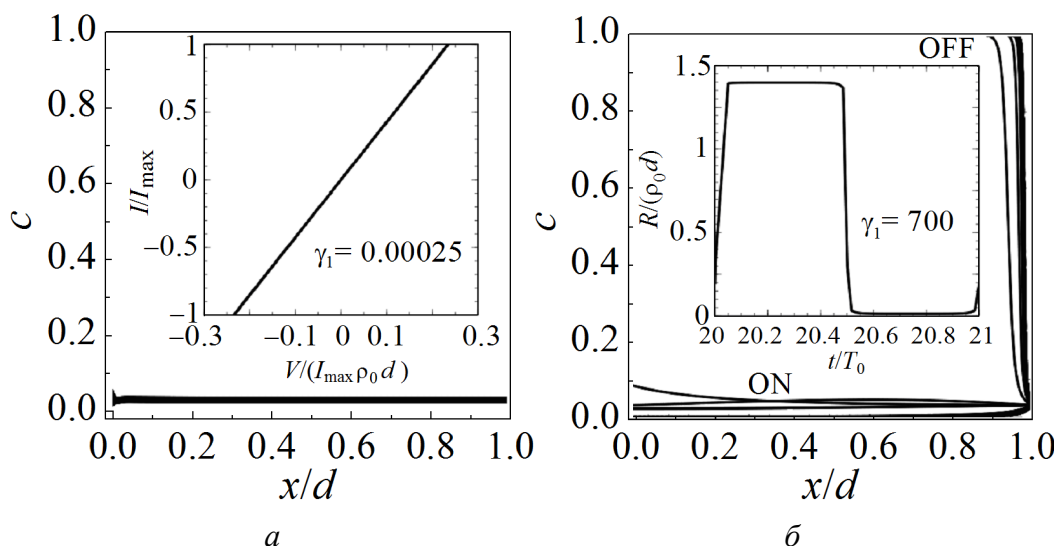 1.0
0.8
0.6
0.4
0.2
0.0
c
0.0 0.2 0.4 0.6 0.8 1.0
x/d
1
0.5
0
−0.5
−1
I/Imax
γ1= 0.00025
−0.3 −0.1 0 0.1 0.3
V/(Imaxρ0d )
а
1.0
0.8
0.6
0.4
0.2
0.0
c
0.0 0.2 0.4 0.6 0.8 1.0
x/d
OFF
ON
1.5
1
0.5
0
R/(ρ0d)
γ1= 700
20 20.2 20.4 20.6 20.8 21
t/T0
б